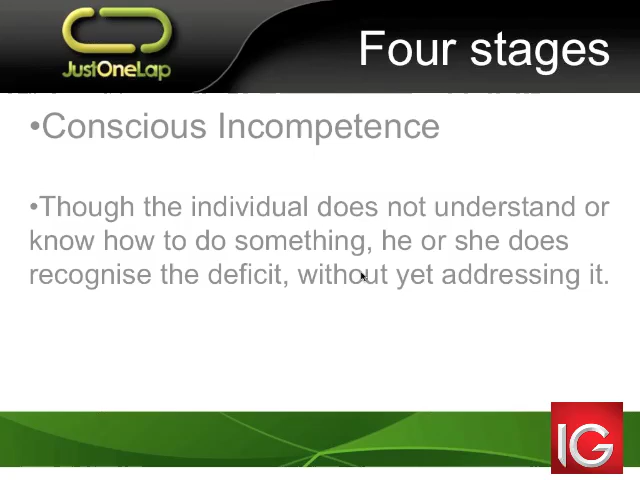 JustOneLap
Four stages
•Conscious Incompetence
•Though the individual does not understand or
know how to do something, he or she does
recognise the deficit, without yet addressing it.
IG